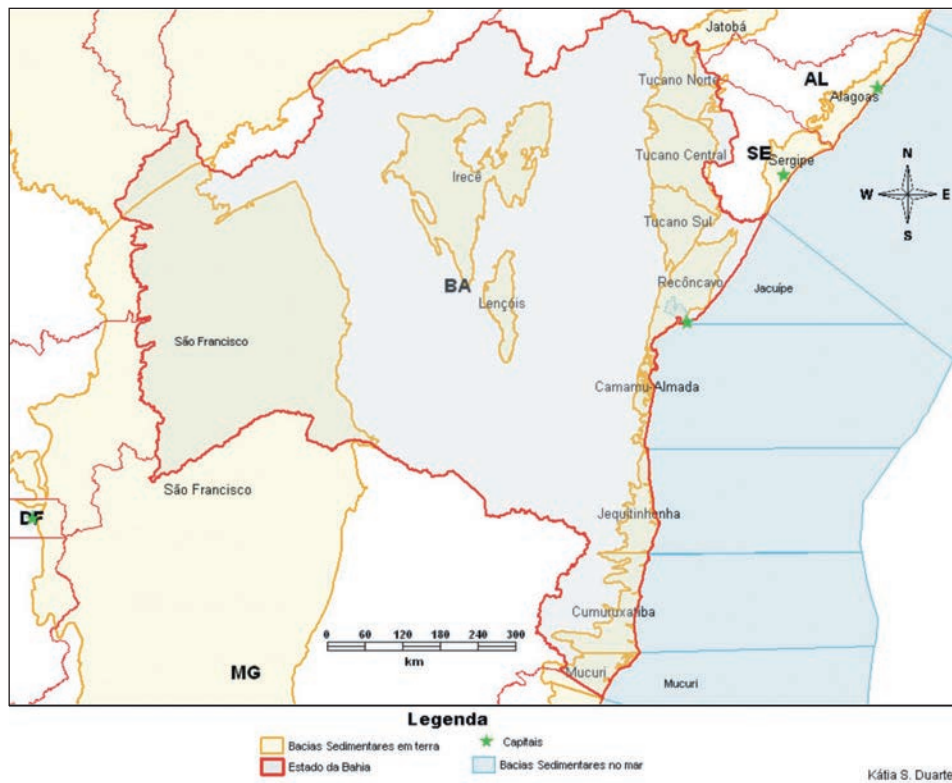 Jatobá
Tucano Norte
AL
Alagoas
Tucano Central
SE
Sergipe
N
W E
S
Irecê
Tucano Sul
BA
Recôncavo
Jacuípe
Lençóis
São Francisco
Camamu-Almada
São Francisco
DF
Jequitinhonha
Cumuruxatiba
0 60 120 180 240 300
km
MG
Mucuri
Mucuri
Legenda
Bacias Sedimentares em terra
Capitais
Estado da Bahia
Bacias Sedimentares no mar
Kátia S. Duarte